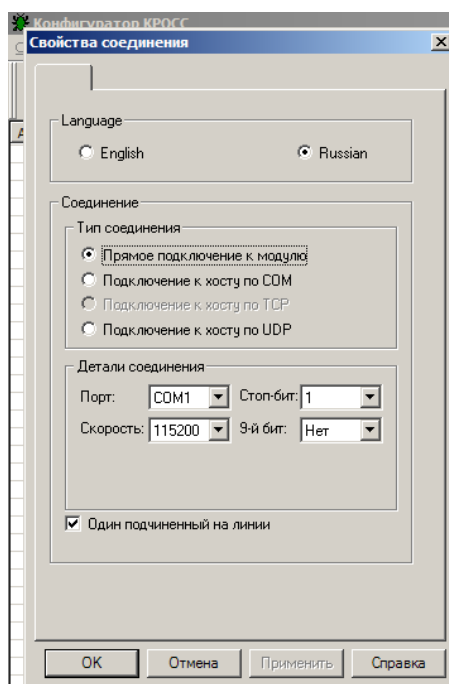 Конфигуратор КРОСС
Свойства соединения
Language
English Russian
Соединение
Тип соединения
Прямое подключение к модулю
Подключение к хосту по COM
Подключение к хосту по TCP
Подключение к хосту по UDP
Детали соединения
Порт: COM1 Стоп-бит: 1
Скорость: 115200 9-й бит: Нет
Один подчиненный на линии
OK Отмена Применить Справка